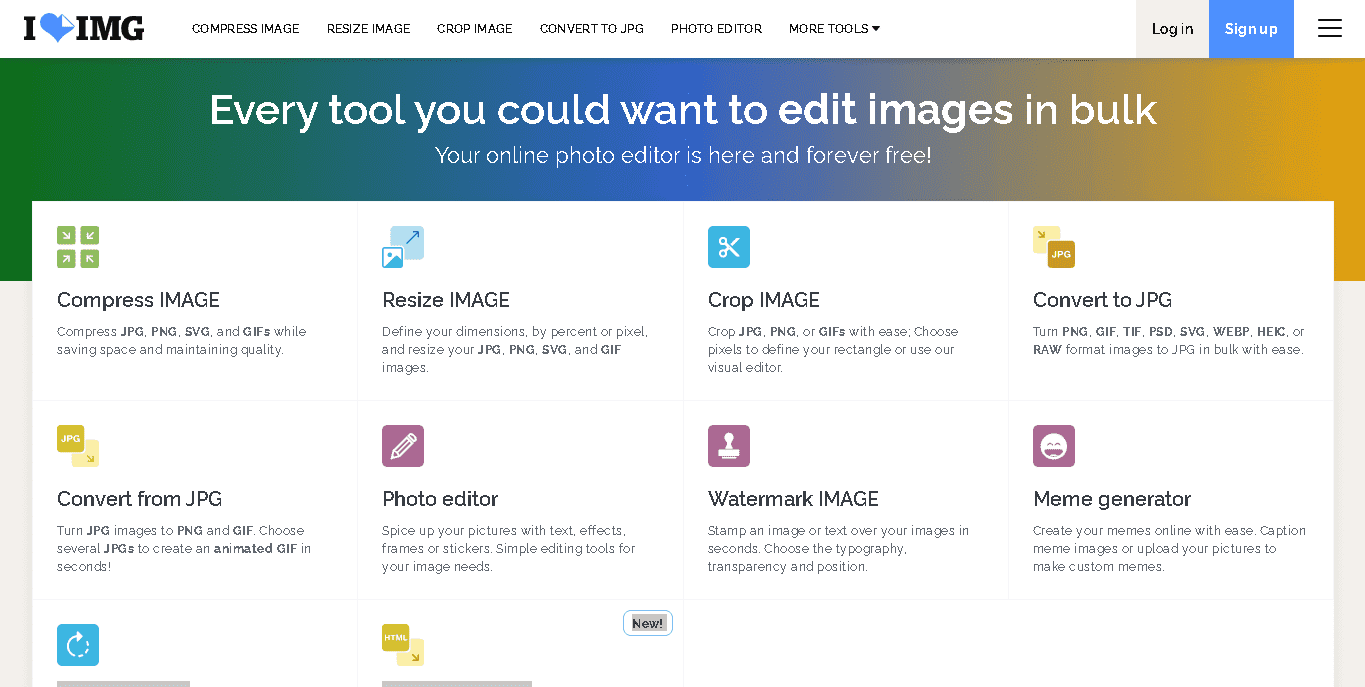 I IMG
COMPRESS IMAGE RESIZE IMAGE CROP IMAGE CONVERT TO JPG PHOTO EDITOR MORE TOOLS Log in Sign up
Every tool you could want to edit images in bulk
Your online photo editor is here and forever free!
Compress IMAGE
Compress JPG, PNG, SVG, and GIFs while
saving space and maintaining quality.
Resize IMAGE
Define your dimensions, by percent or pixel,
and resize your JPG, PNG, SVG, and GIF
images.
Crop IMAGE
Crop JPG, PNG, or GIFs with ease; Choose
pixels to define your rectangle or use our
visual editor.
JPG
Convert to JPG
Turn PNG, GIF, TIF, PSD, SVG, WEBP, HEIC, or
RAW format images to JPG in bulk with ease.
JPG
Convert from JPG
Turn JPG images to PNG and GIF. Choose
several JPGs to create an animated GIF in
seconds!
Photo editor
Spice up your pictures with text, effects,
frames or stickers. Simple editing tools for
your image needs.
Watermark IMAGE
Stamp an image or text over your images in
seconds. Choose the typography,
transparency and position.
Meme generator
Create your memes online with ease. Caption
meme images or upload your pictures to
make custom memes.
HTML
New!